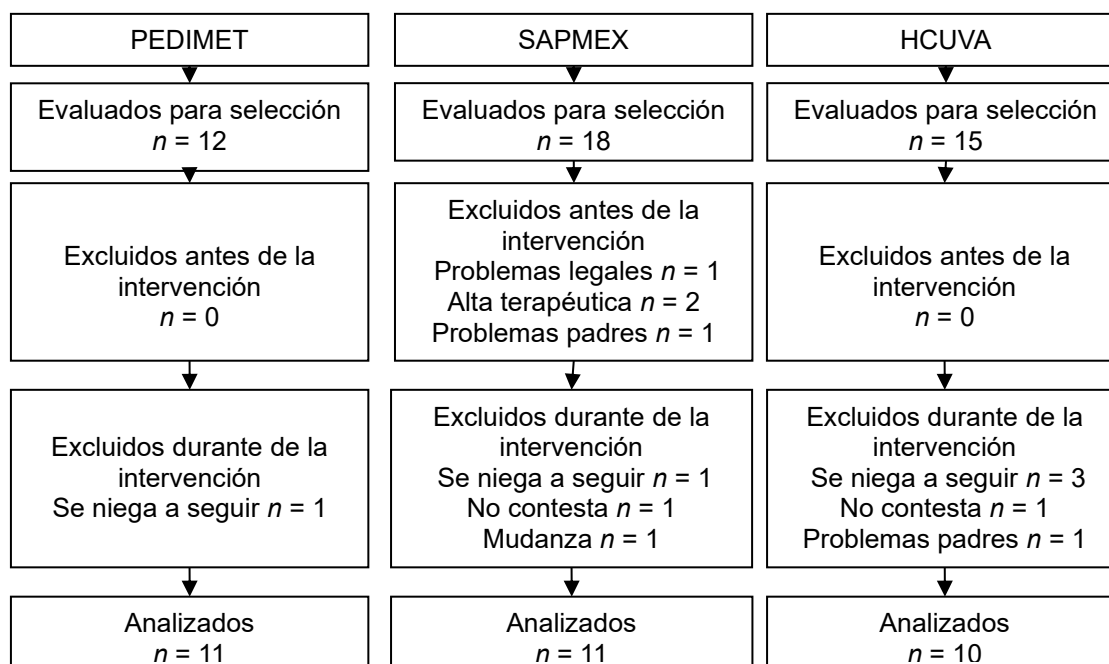 PEDIMET
Evaluados para selección
n = 12
Excluidos antes de la
intervención
n = 0
Excluidos durante de la
intervención
Se niega a seguir n = 1
Analizados
n = 11
SAPMEX
Evaluados para selección
n = 18
Excluidos antes de la
intervención
Problemas legales n = 1
Alta terapéutica n = 2
Problemas padres n = 1
Excluidos durante de la
intervención
Se niega a seguir n = 1
No contesta n = 1
Mudanza n = 1
Analizados
n = 11
HCUVA
Evaluados para selección
n = 15
Excluidos antes de la
intervención
n = 0
Excluidos durante de la
intervención
Se niega a seguir n = 3
No contesta n = 1
Problemas padres n = 1
Analizados
n = 10